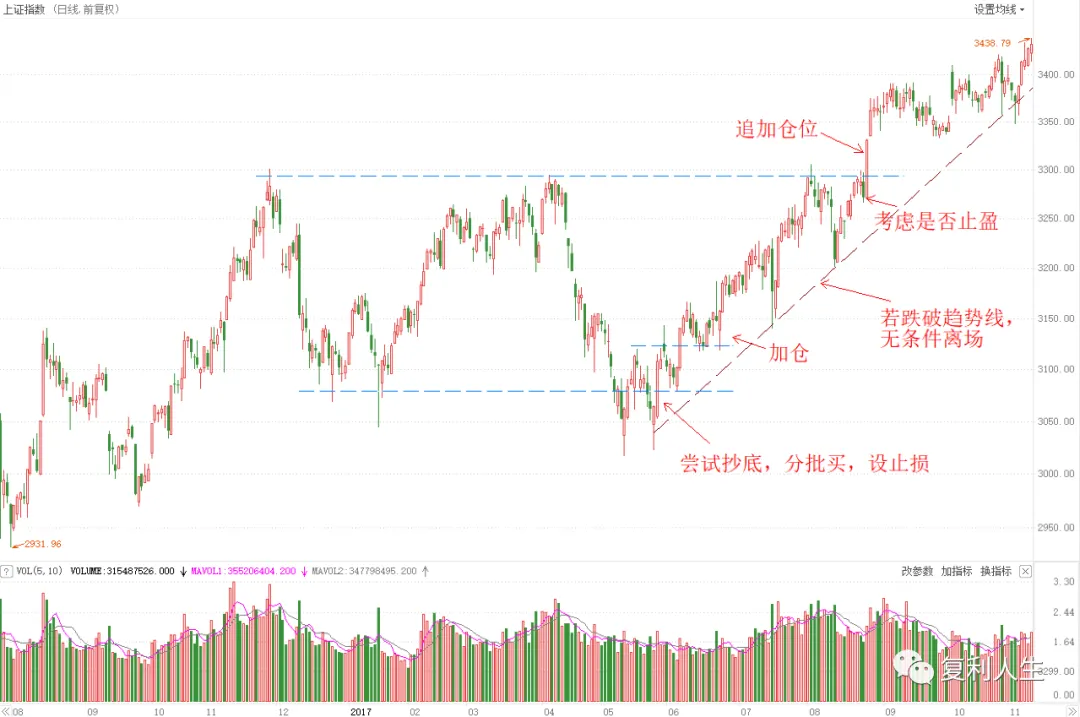 上证指数 (日线.前复权)
设置均线
3438.79
3400.00
3350.00
追加仓位
3300.00
考虑是否止盈
3250.00
3200.00
若跌破趋势线，
无条件离场
3150.00
加仓
3100.00
3050.00
尝试抄底，分批买，设止损
3000.00
2950.00
2931.96
? VOL(5,10) VOLUME:315487526.000 ↓ MAVOL1:355206404.200 ↓ MAVOL2:347798495.200 ↑
改参数 加指标 换指标
3.30
2.44
1.64
复利人生
3299.00
0.00
08 09 10 11 12 2017 02 03 04 05 06 07 08 09 10 11